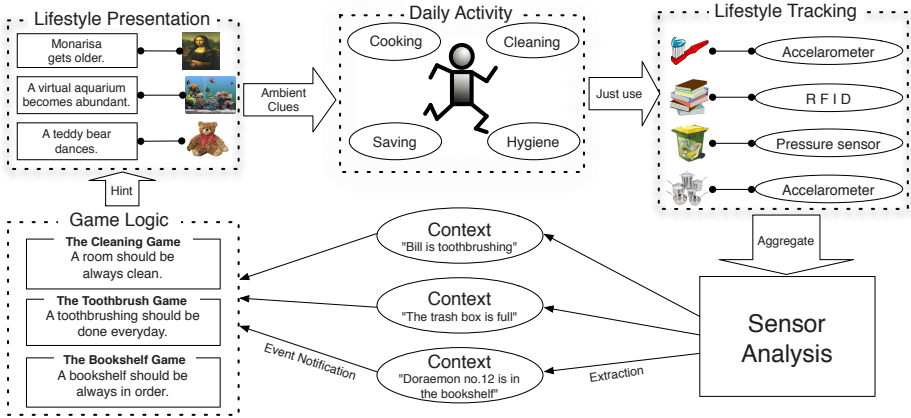 Lifestyle Presentation
Monarisa
gets older.
A virtual aquarium
becomes abundant.
A teddy bear
dances.
Ambient
Clues
Daily Activity
Cooking
Cleaning
Saving
Hygiene
Just use
Lifestyle Tracking
Accelarometer
R F I D
Pressure sensor
Accelarometer
Aggregate
Sensor
Analysis
Extraction
Context
"Bill is toothbrushing"
Context
"The trash box is full"
Context
"Doraemon no.12 is in
the bookshelf"
Event Notification
Game Logic
The Cleaning Game
A room should be
always clean.
The Toothbrush Game
A toothbrushing should be
done everyday.
The Bookshelf Game
A bookshelf should be
always in order.
Hint